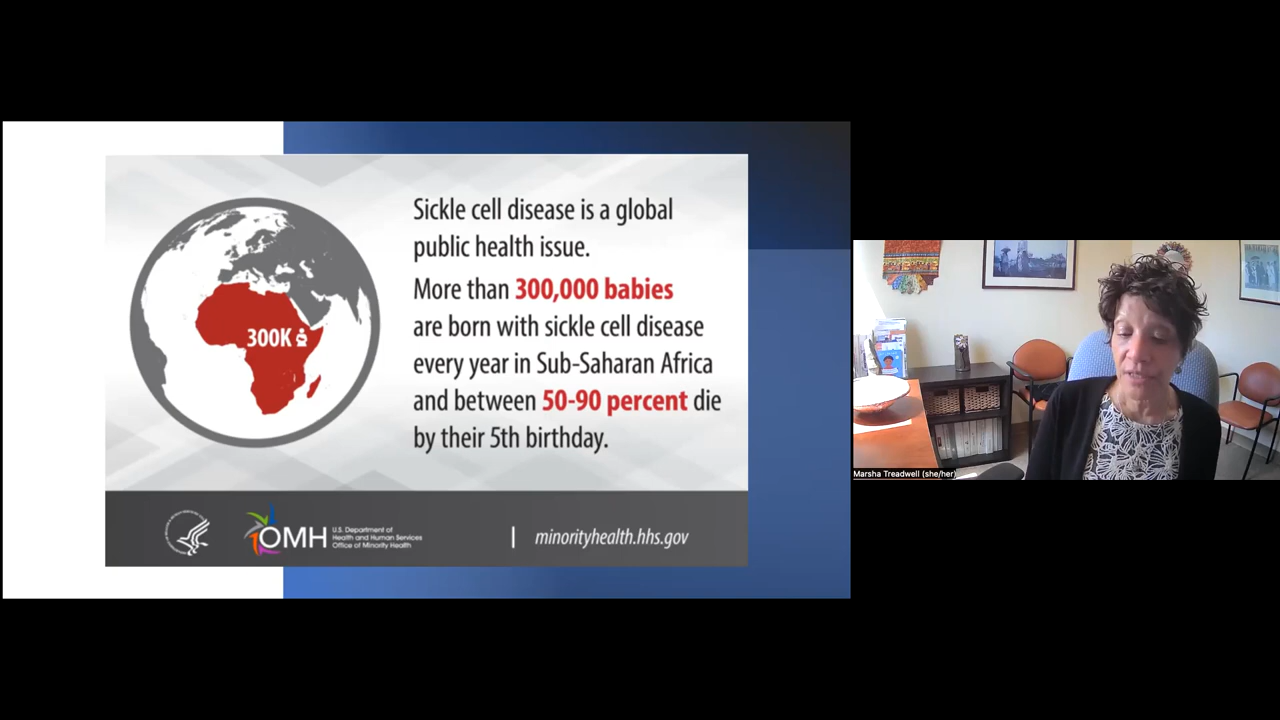 Sickle cell disease is a global
public health issue.
More than 300,000 babies
are born with sickle cell disease
every year in Sub-Saharan Africa
and between 50-90 percent die
by their 5th birthday.
300K
OMH
U.S. Department of
Health and Human Services
Office of Minority Health
minorityhealth.hhs.gov
Marsha Treadwell (she/her)